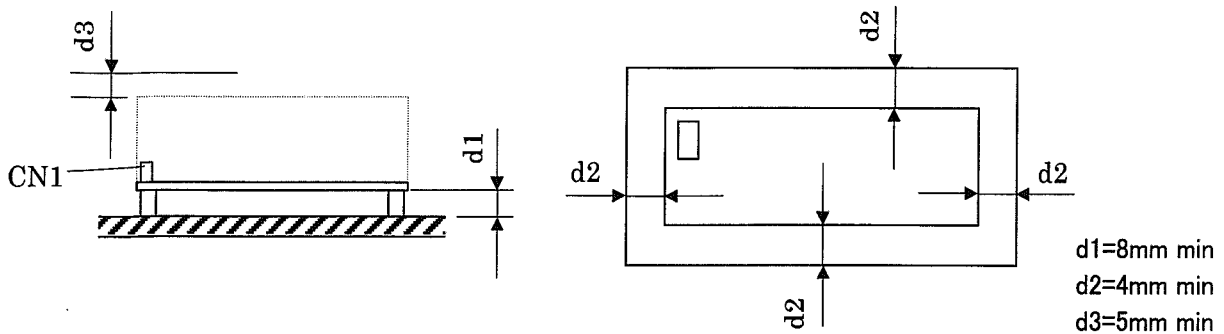 d3
CN1
d1
d2
d2
d2
d2
d1=8mm min
d2=4mm min
d3=5mm min